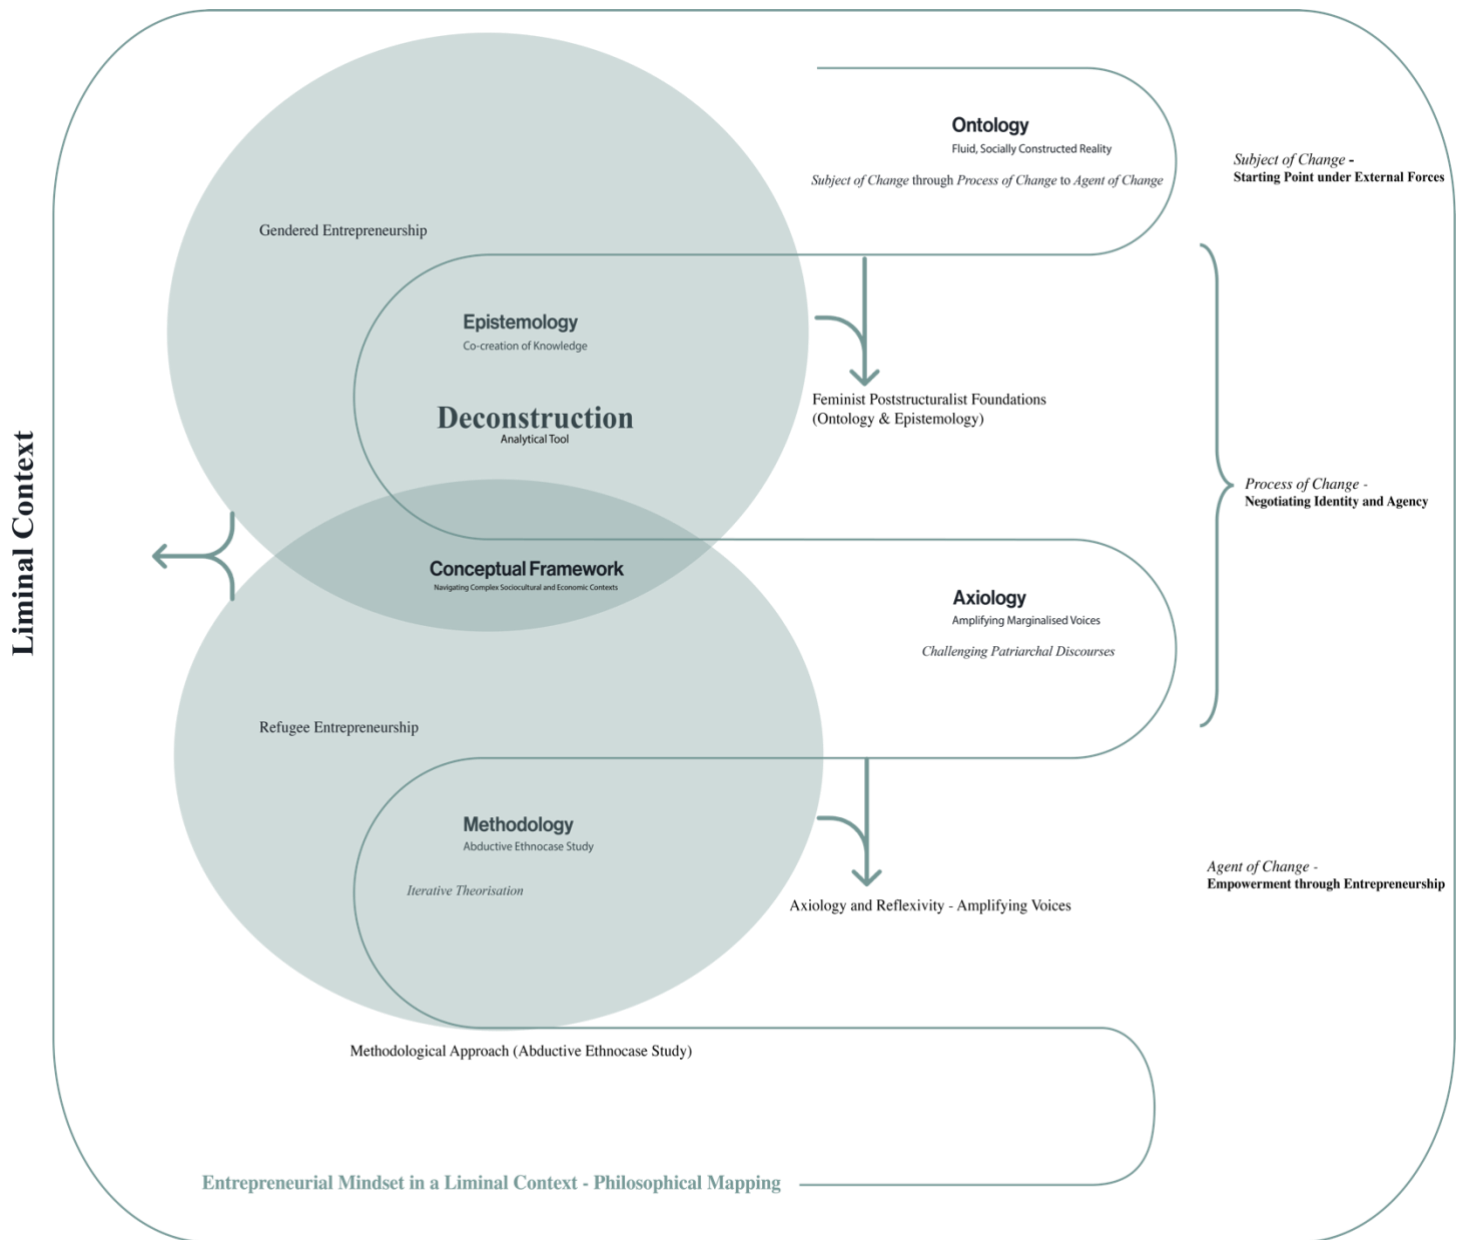 Liminal Context
Ontology
Fluid, Socially Constructed Reality
Subject of Change through Process of Change to Agent of Change
Subject of Change -
Starting Point under External Forces
Gendered Entrepreneurship
Epistemology
Co-creation of Knowledge
Deconstruction
Analytical Tool
Feminist Poststructuralist Foundations
(Ontology & Epistemology)
Process of Change -
Negotiating Identity and Agency
Conceptual Framework
Navigating Complex Sociocultural and Economic Contexts
Axiology
Amplifying Marginalised Voices
Challenging Patriarchal Discourses
Refugee Entrepreneurship
Methodology
Abductive Ethnocase Study
Iterative Theorisation
Axiology and Reflexivity - Amplifying Voices
Agent of Change -
Empowerment through Entrepreneurship
Methodological Approach (Abductive Ethnocase Study)
Entrepreneurial Mindset in a Liminal Context - Philosophical Mapping